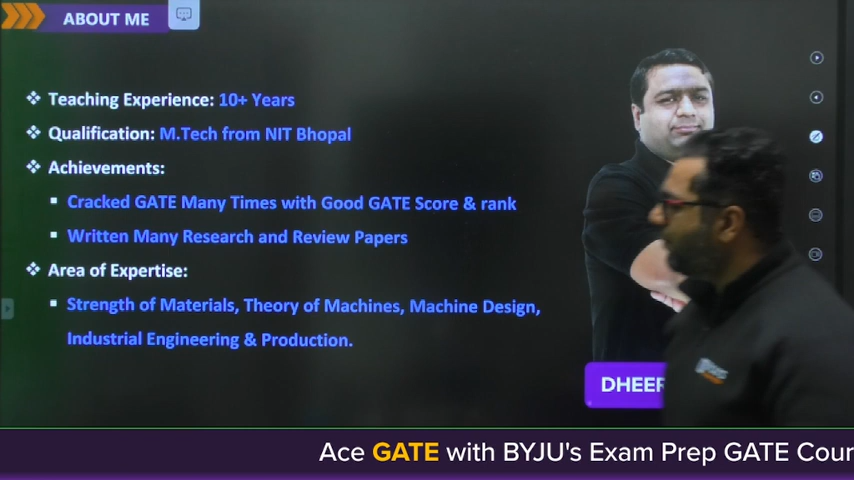 ABOUT ME
Teaching Experience: 10+ Years
Qualification: M.Tech from NIT Bhopal
Achievements:
Cracked GATE Many Times with Good GATE Score & rank
Written Many Research and Review Papers
Area of Expertise:
Strength of Materials, Theory of Machines, Machine Design,
Industrial Engineering & Production.
DHEER
Ace GATE with BYJU's Exam Prep GATE Cour